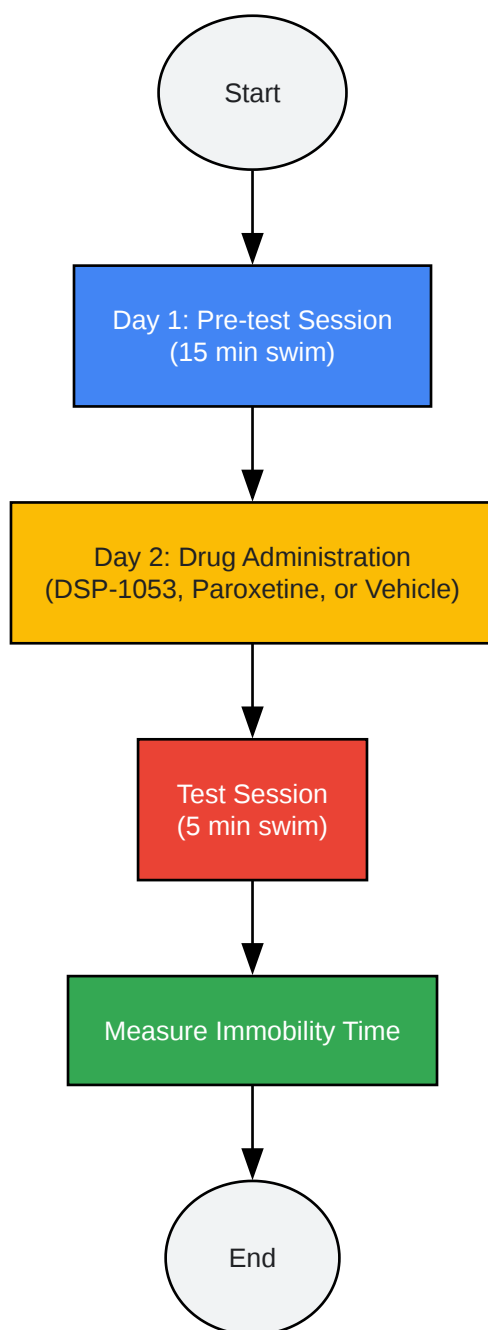 Start
Day 1: Pre-test Session
(15 min swim)
Day 2: Drug Administration
(DSP-1053, Paroxetine, or Vehicle)
Test Session
(5 min swim)
Measure Immobility Time
End